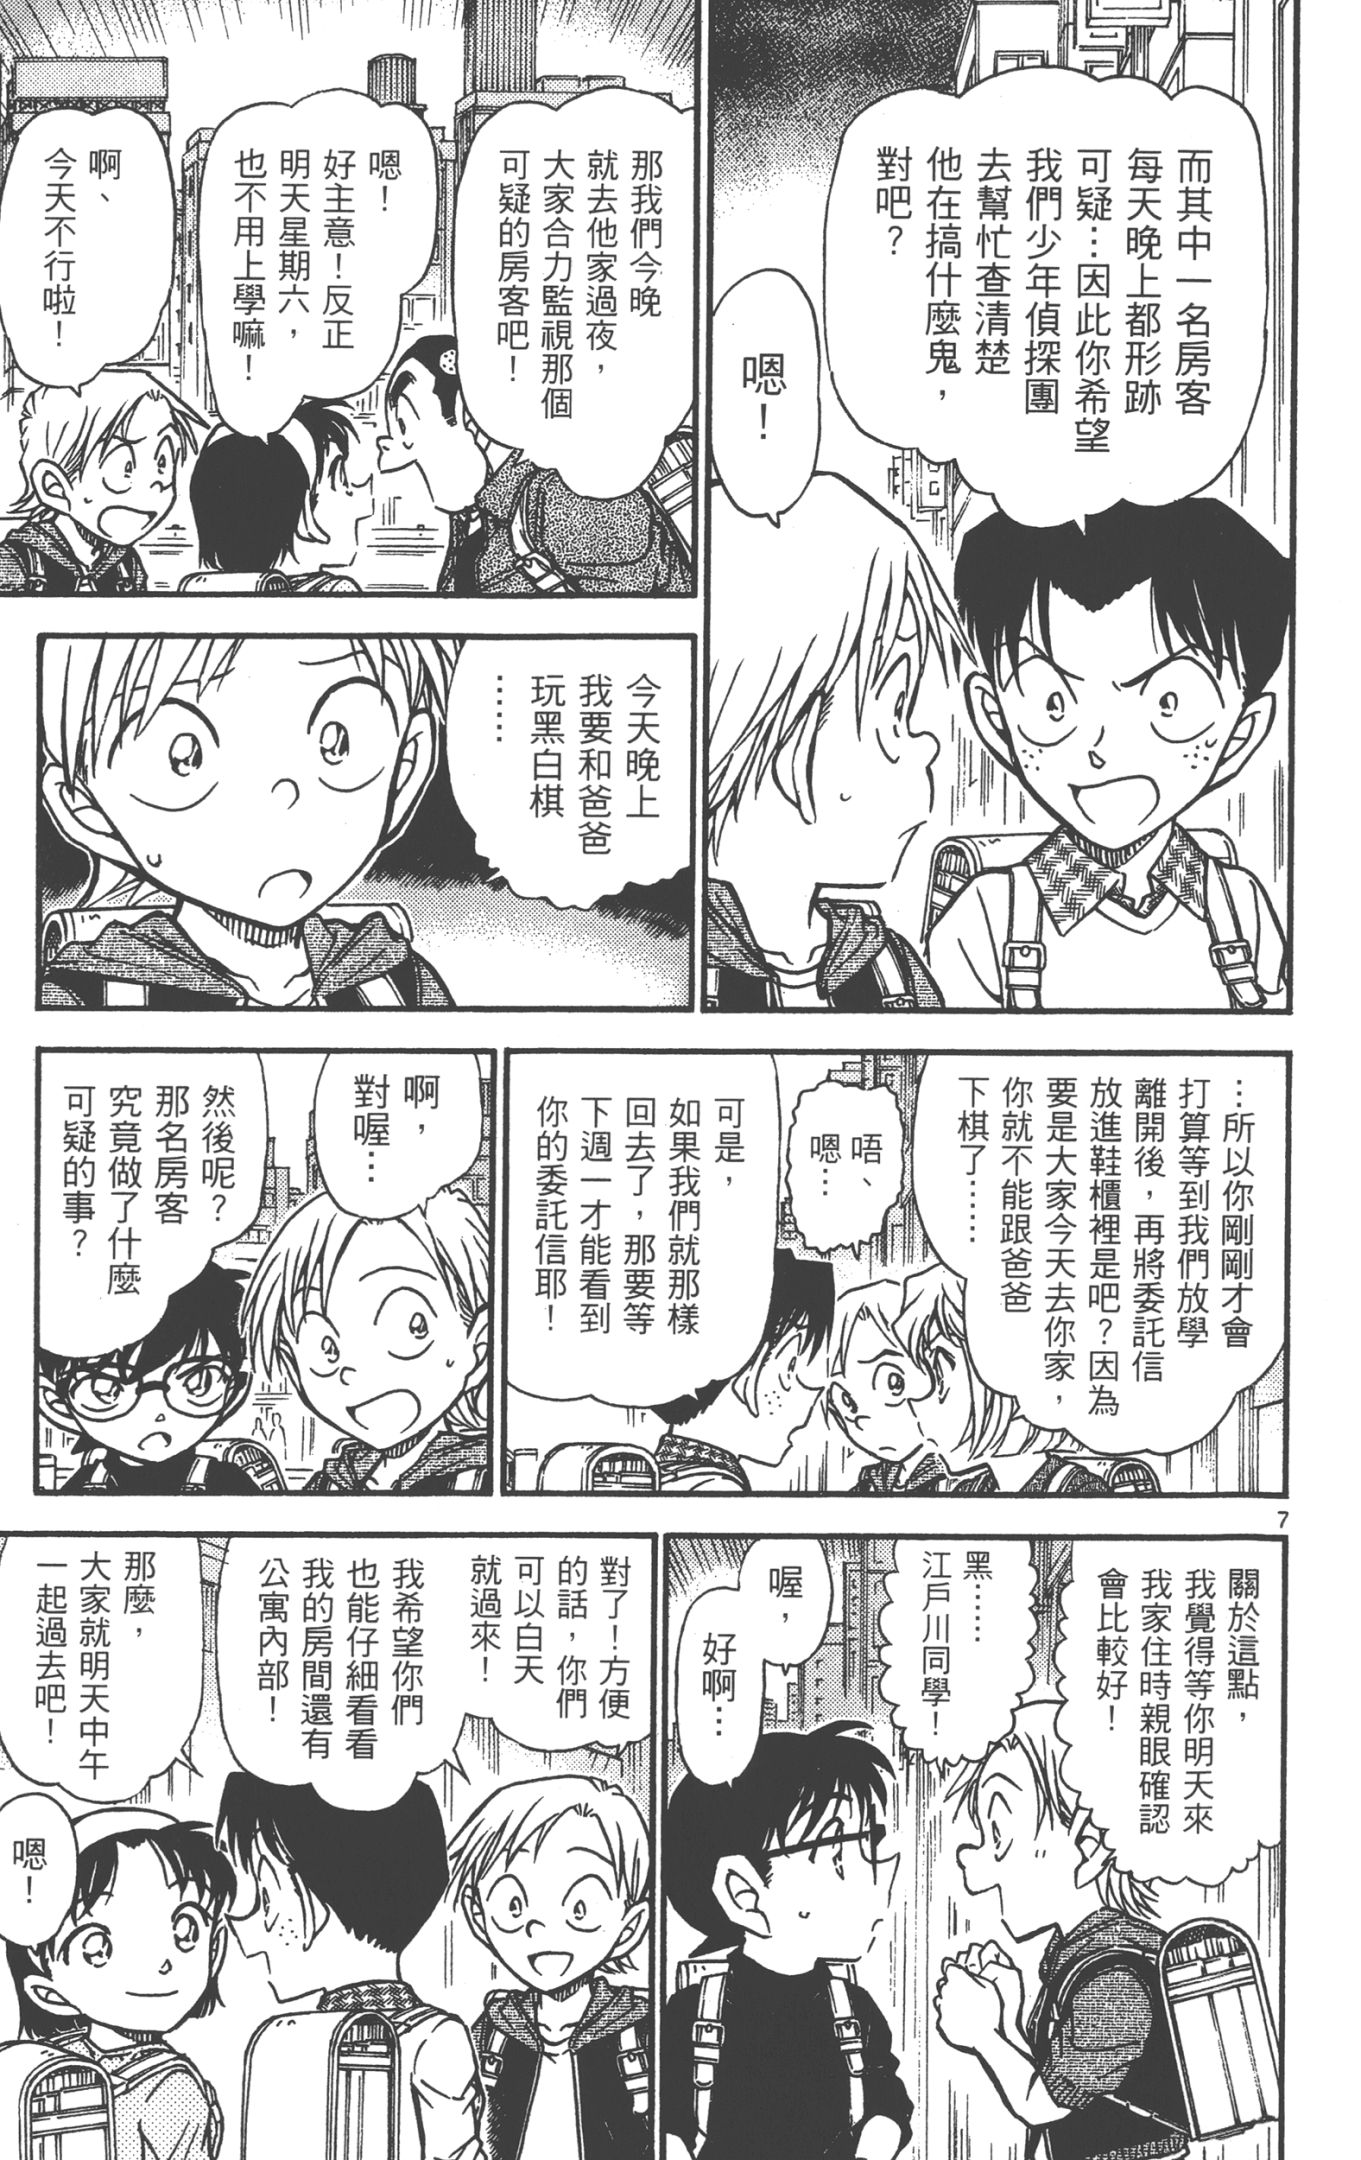 而其中一名房客
每天晚上都形跡
可疑…因此你希望
我們少年偵探團
去幫忙查清楚
他在搞什麼鬼，
對吧？
嗯！
那我們今晚
就去他家過夜，
大家合力監視那個
可疑的房客吧！
嗯！
好主意！反正
明天星期六，
也不用上學嘛！
啊、
今天不行啦！
今天晚上
我要和爸爸
玩黑白棋
……
…所以你剛剛才會
打算等到我們放學
離開後，再將委託信
放進鞋櫃裡是吧？因為
要是大家今天去你家，
你就不能跟爸爸
下棋了……
唔、
嗯…
可是，
如果我們就那樣
回去了，那要等
下週一才能看到
你的委託信耶！
啊，
對喔…
然後呢？
那名房客
究竟做了什麼
可疑的事？
7
關於這點，
我覺得等你明天來
我家住時親眼確認
會比較好！
黑……
江戶川同學！
喔，
好啊…
對了！方便
的話，你們
可以白天
就過來！
我希望你們
也能仔細看看
我的房間還有
公寓內部！
那麼，
大家就明天中午
一起過去吧！
嗯！